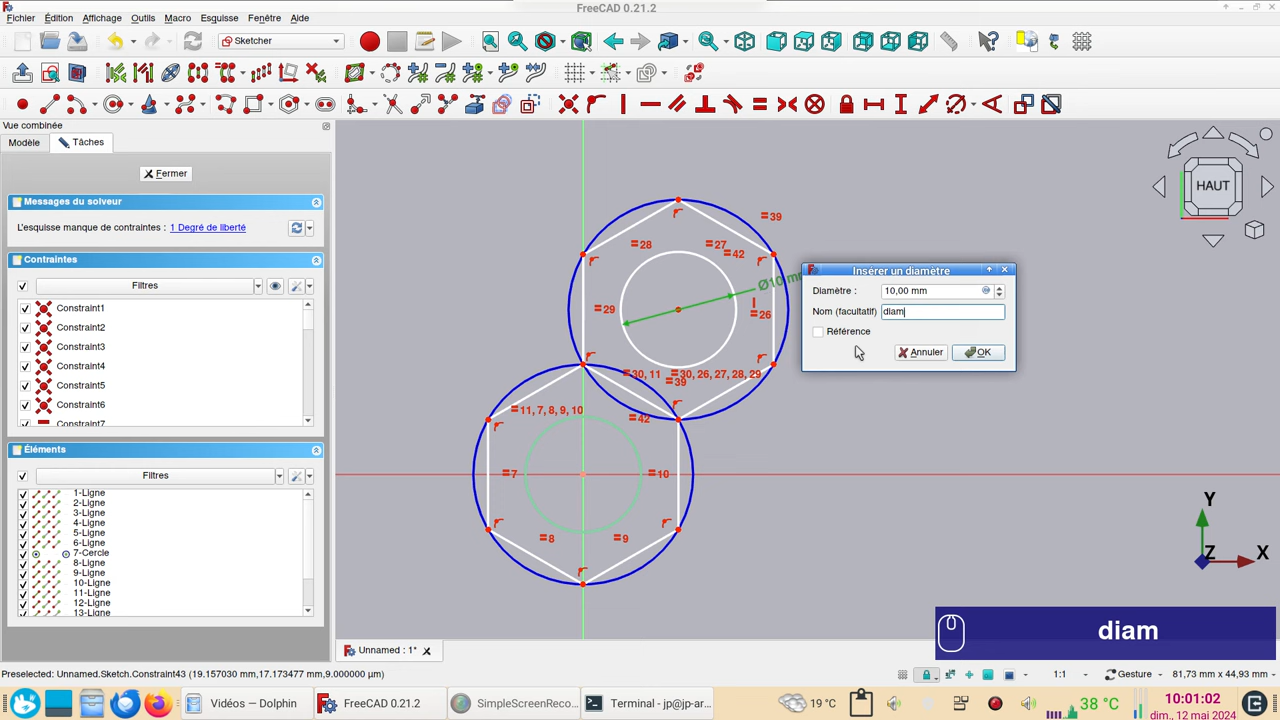 FreeCAD 0.21.2
Fichier Édition Affichage Outils Macro Esquisse Fenêtre Aide
Sketcher
Vue combinée
Modèle Tâches
Fermer
Messages du solveur
L'esquisse manque de contraintes : 1 Degré de liberté
Contraintes
Filtres
Constraint1
Constraint2
Constraint3
Constraint4
Constraint5
Constraint6
Constraint7
Éléments
Filtres
1-Ligne
2-Ligne
3-Ligne
4-Ligne
5-Ligne
6-Ligne
7-Cercle
8-Ligne
9-Ligne
10-Ligne
11-Ligne
12-Ligne
13-Ligne
=39
=28
=27
=42
Ø10 mm
=29
=26
=30, 11
=30, 26, 27, 28, 29
=39
=11, 7, 8, 9, 10
=42
=7
=10
=8
=9
HAUT
Insérer un diamètre
Diamètre :
10,00 mm
Nom (facultatif)
diam
Référence
Annuler
OK
Y
Z
X
diam
Unnamed : 1*
Preselected: Unnamed.Sketch.Constraint43 (19.157030 mm,17.173477 mm,9.000000 µm)
1:1
Gesture
81,73 mm x 44,93 mm
Vidéos – Dolphin
FreeCAD 0.21.2
SimpleScreenReco...
Terminal - jp@jp-ar...
19 °C
38 °C
10:01:02
dim., 12 mai 2024